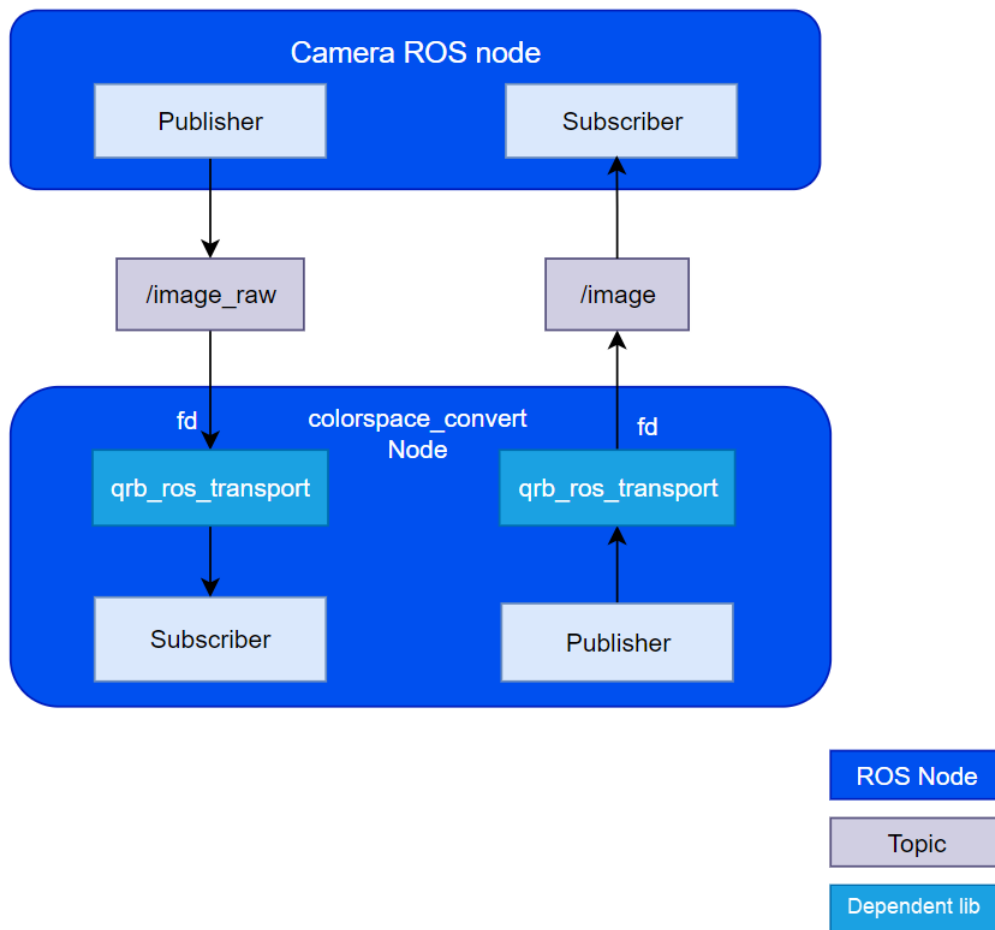 Camera ROS node
Publisher
Subscriber
/image_raw
/image
fd
colorspace_convert
Node
fd
qrb_ros_transport
qrb_ros_transport
Subscriber
Publisher
ROS Node
Topic
Dependent lib